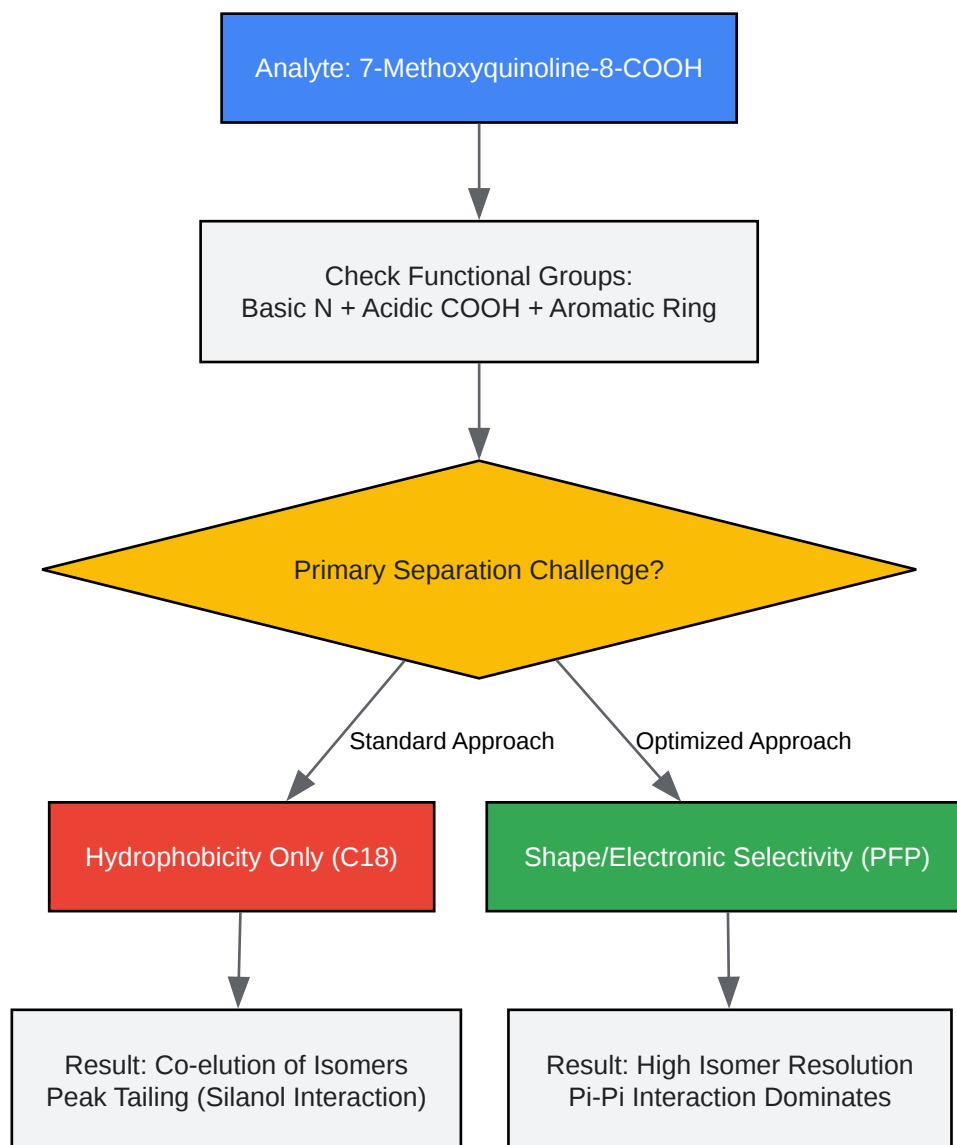 Analyte: 7-Methoxyquinoline-8-COOH
Check Functional Groups:
Basic N + Acidic COOH + Aromatic Ring
Primary Separation Challenge?
Standard Approach
Optimized Approach
Hydrophobicity Only (C18)
Shape/Electronic Selectivity (PFP)
Result: Co-elution of Isomers
Peak Tailing (Silanol Interaction)
Result: High Isomer Resolution
Pi-Pi Interaction Dominates